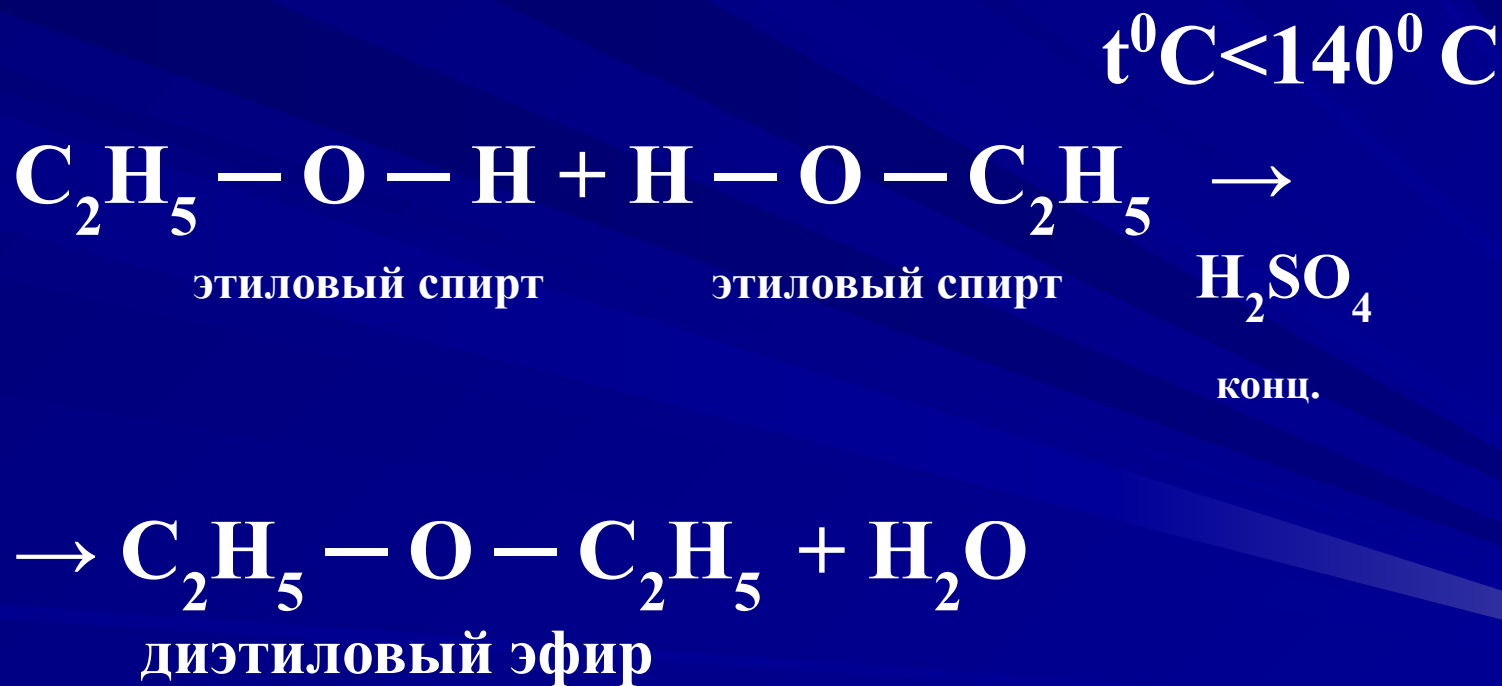 t⁰C<140⁰ C
C₂H₅ — O — H + H — O — C₂H₅ →
этиловый спирт этиловый спирт H₂SO₄
конц.
→ C₂H₅ — O — C₂H₅ + H₂O
диэтиловый эфир